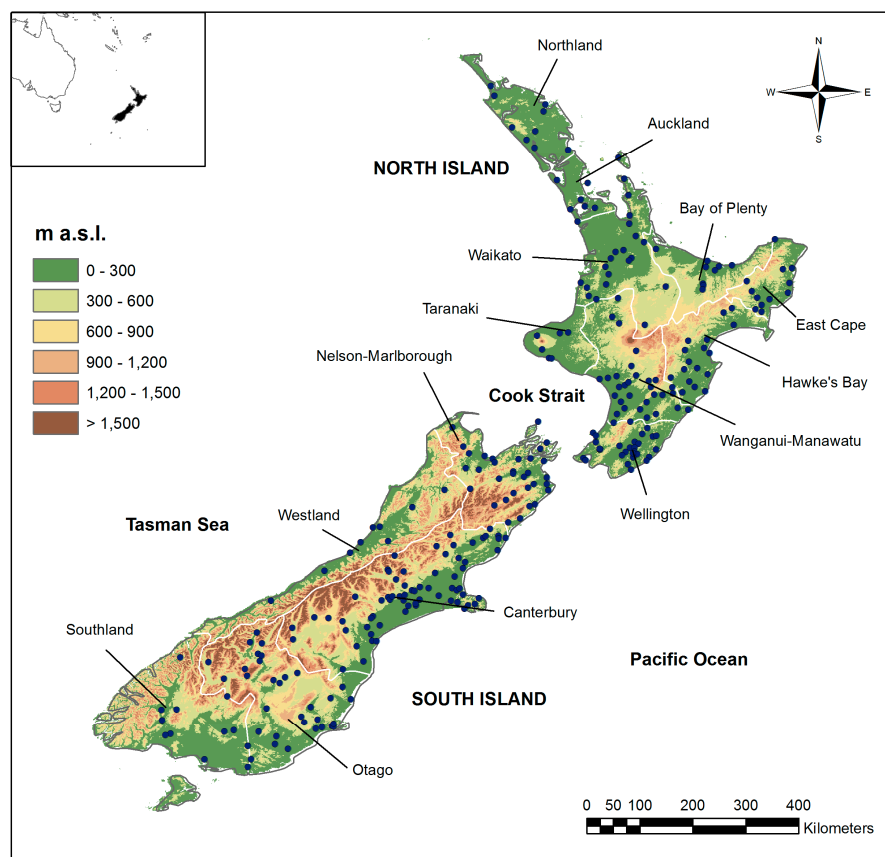 Northland
N
W
E
S
Auckland
NORTH ISLAND
Bay of Plenty
m a.s.l.
Waikato
0 - 300
300 - 600
Taranaki
East Cape
600 - 900
Nelson-Marlborough
900 - 1,200
Hawke's Bay
1,200 - 1,500
Cook Strait
> 1,500
Wanganui-Manawatu
Wellington
Tasman Sea
Westland
Canterbury
Southland
Pacific Ocean
SOUTH ISLAND
Otago
0 50 100 200 300 400
Kilometers